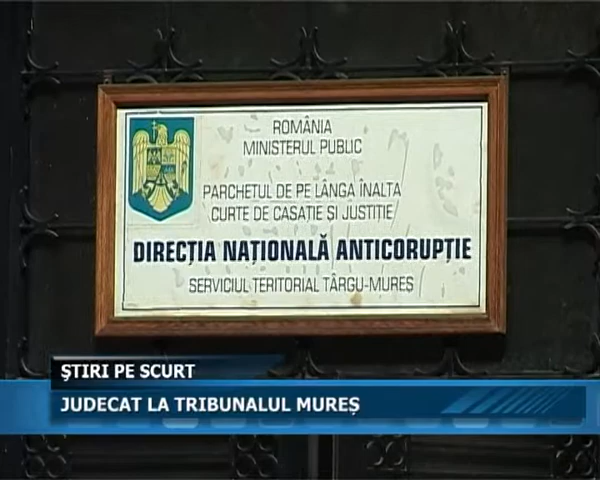 ROMÂNIA
MINISTERUL PUBLIC
PARCHETUL DE PE LÂNGA ÎNALTA
CURTE DE CASAȚIE ȘI JUSTIȚIE
DIRECȚIA NAȚIONALĂ ANTICORUPȚIE
SERVICIUL TERITORIAL TÂRGU-MUREȘ
ȘTIRI PE SCURT
JUDECAT LA TRIBUNALUL MUREȘ